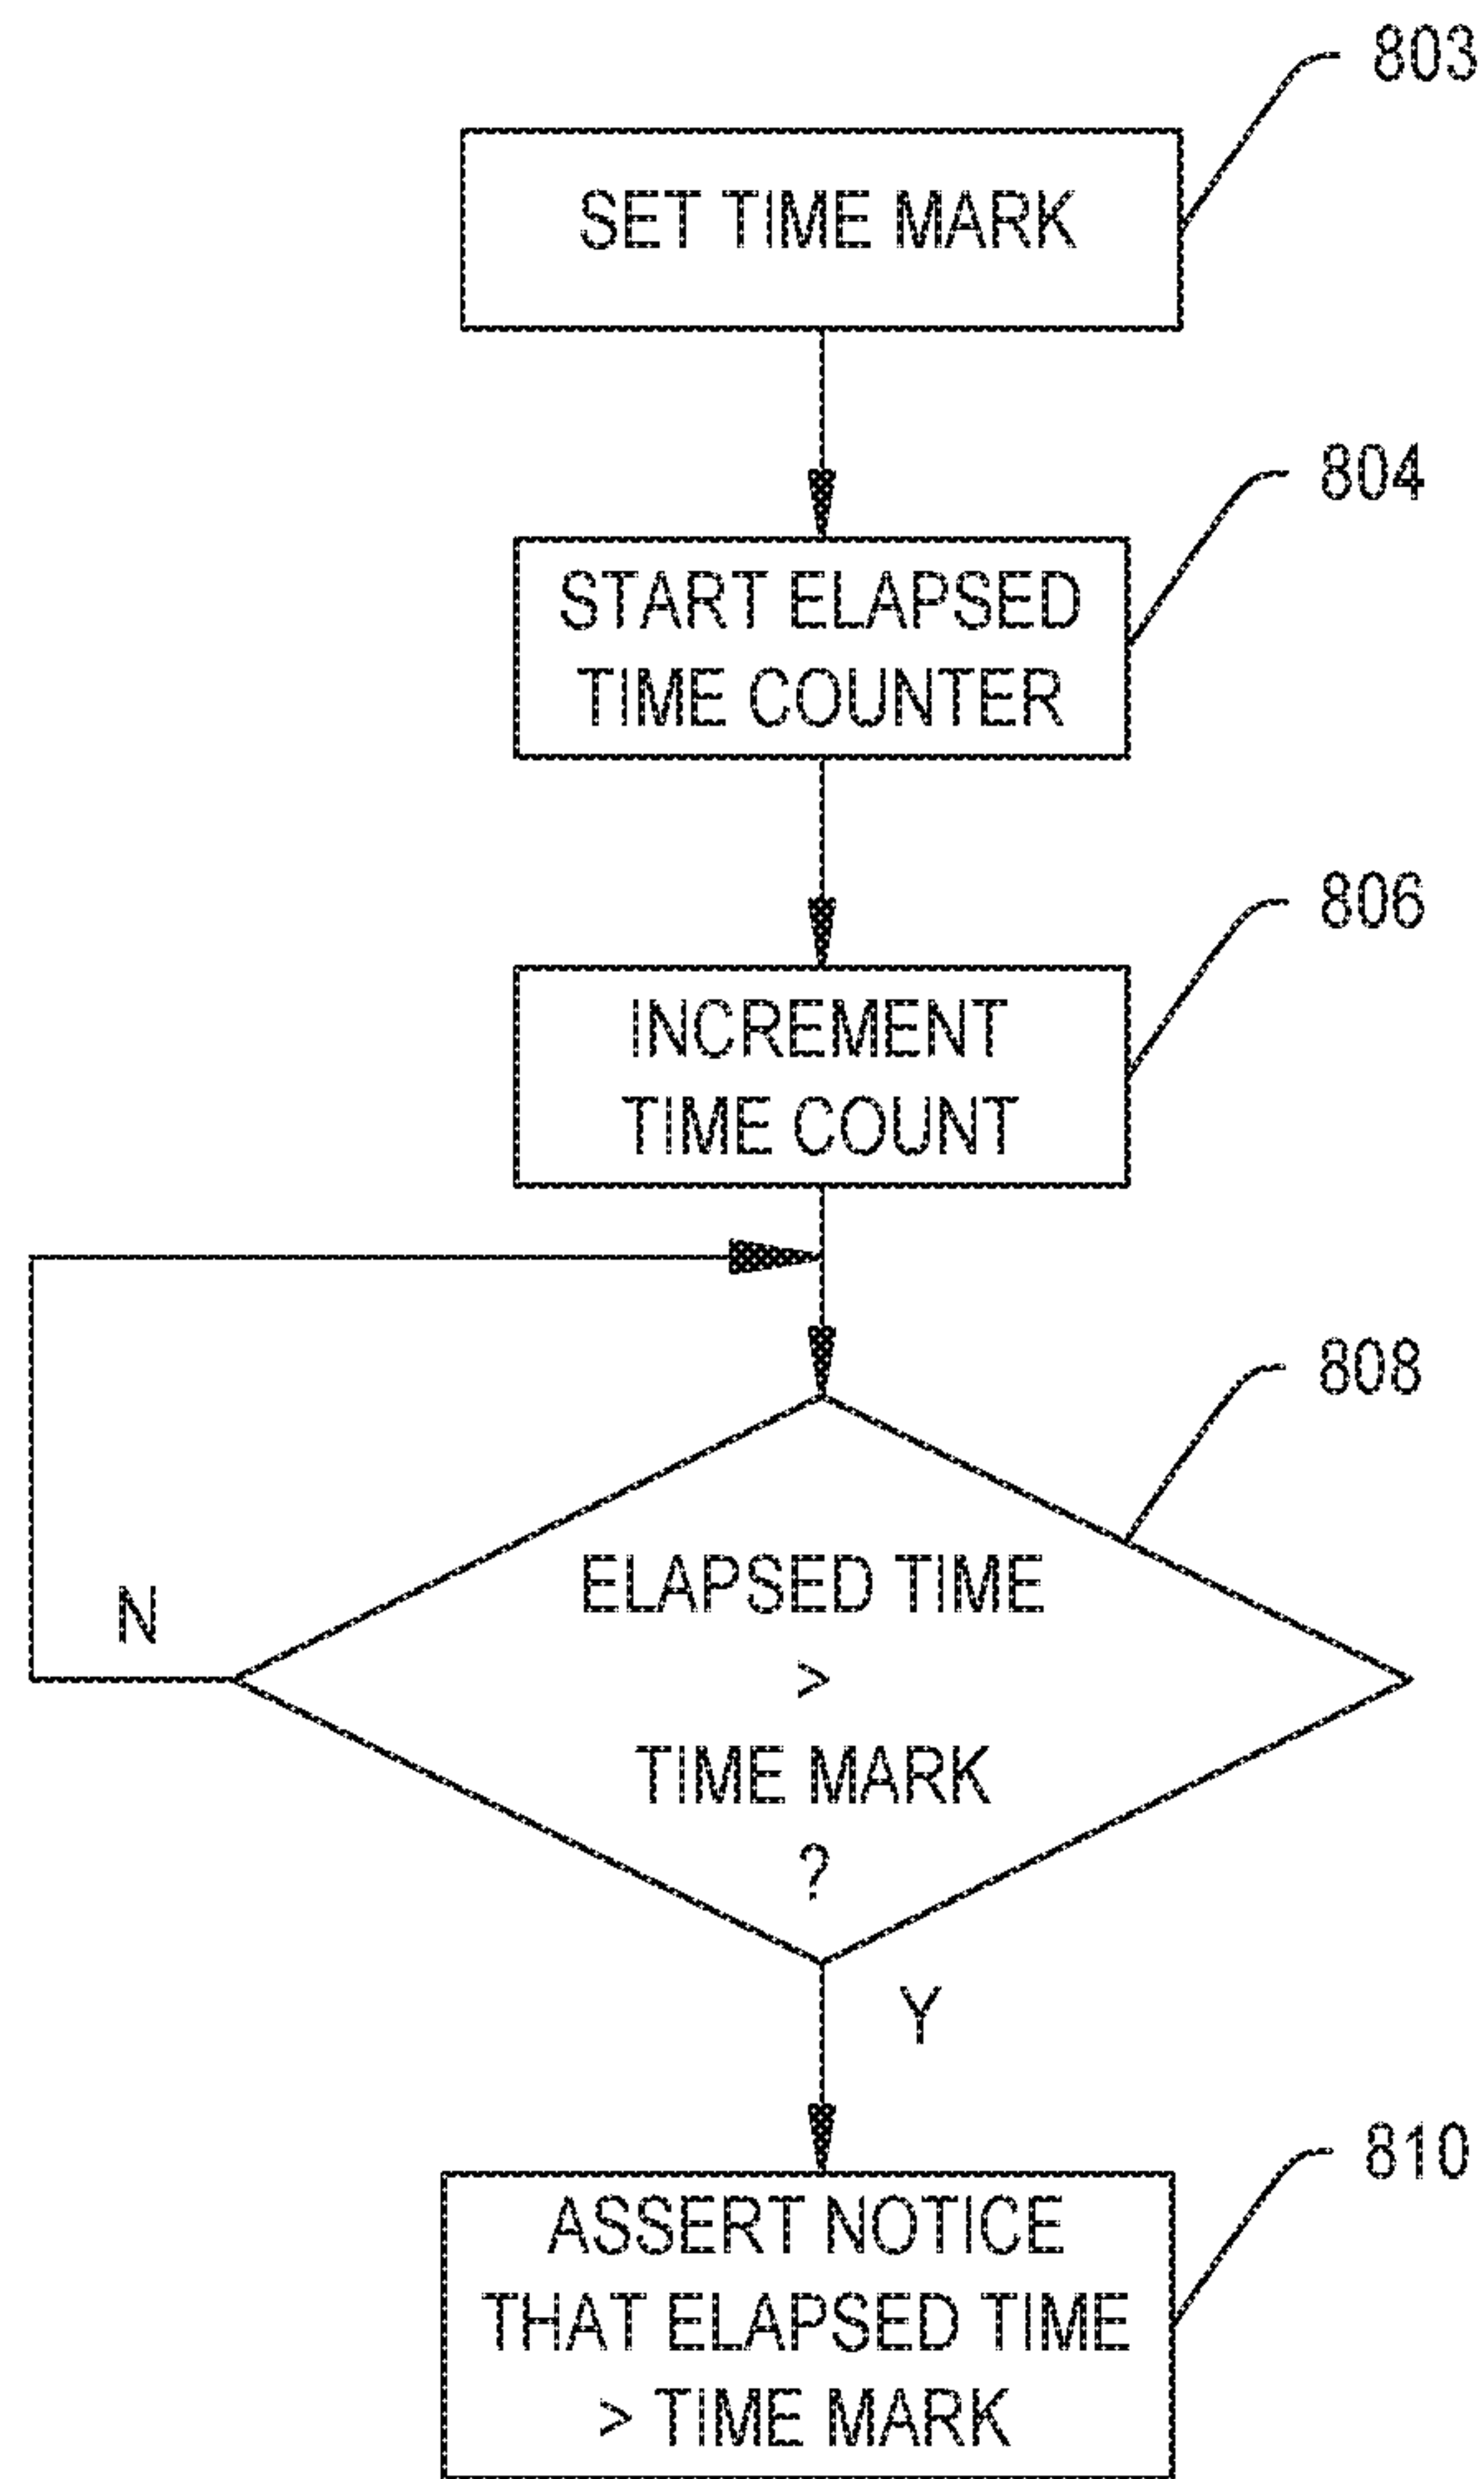 803
SET TIME MARK
804
START ELAPSED
TIME COUNTER
806
INCREMENT
TIME COUNT
808
ELAPSED TIME
>
TIME MARK
?
N
Y
810
ASSERT NOTICE
THAT ELAPSED TIME
> TIME MARK